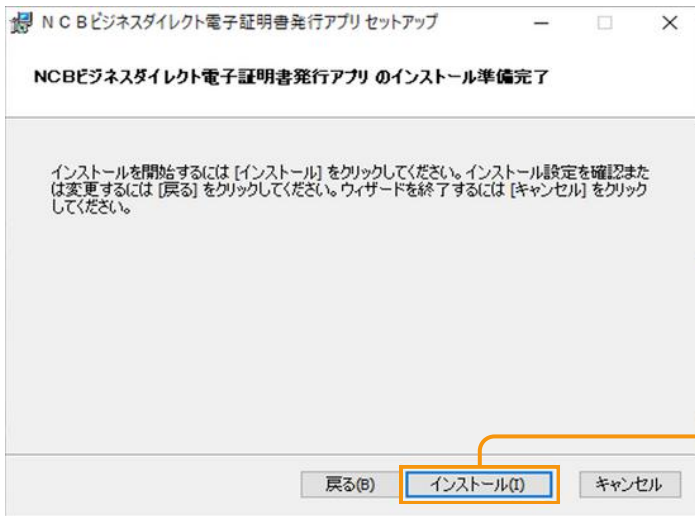 ＮＣＢビジネスダイレクト電子証明書発行アプリ セットアップ
NCBビジネスダイレクト電子証明書発行アプリ のインストール準備完了
インストールを開始するには [インストール] をクリックしてください。インストール設定を確認また
は変更するには [戻る] をクリックしてください。ウィザードを終了するには [キャンセル] をクリック
してください。
戻る(B) インストール(I) キャンセル